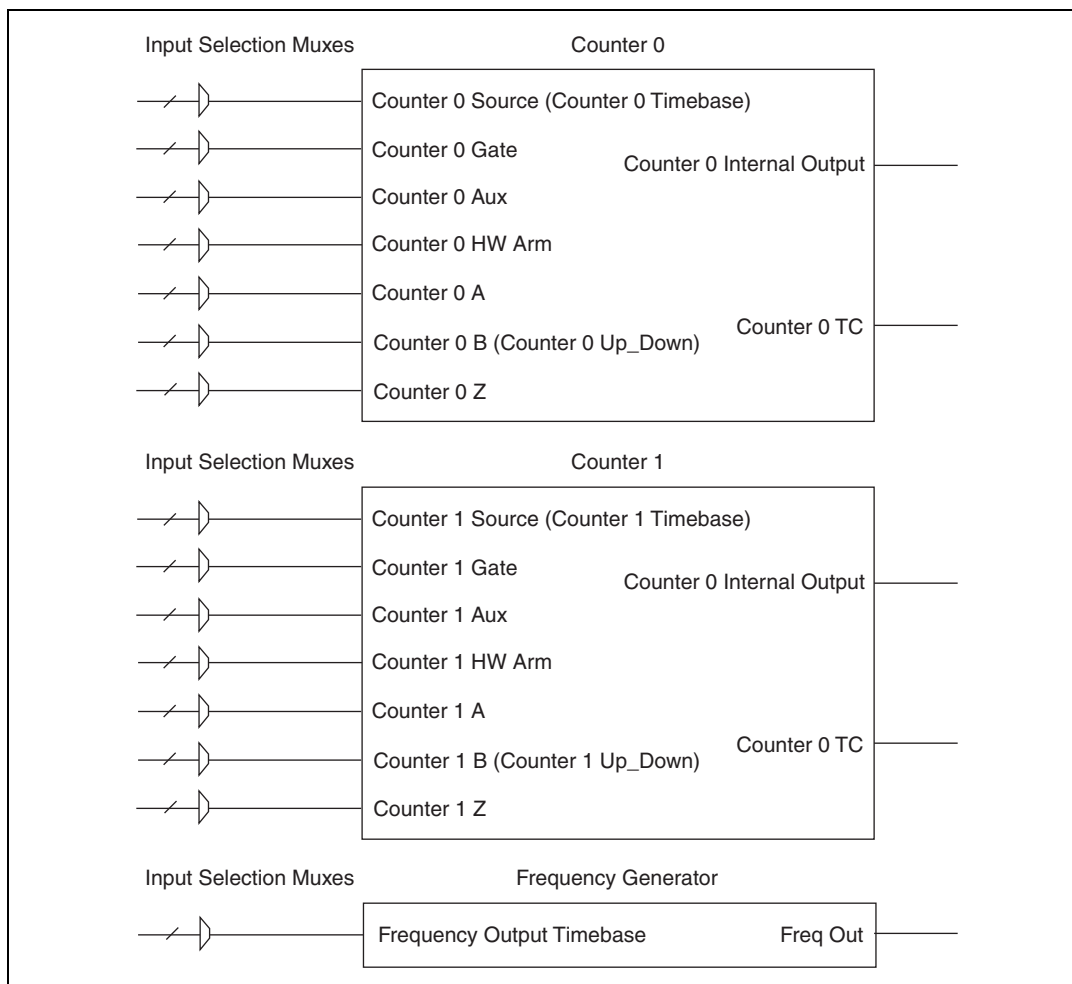 Input Selection Muxes Counter 0
Counter 0 Source (Counter 0 Timebase)
Counter 0 Gate
Counter 0 Internal Output
Counter 0 Aux
Counter 0 HW Arm
Counter 0 A
Counter 0 TC
Counter 0 B (Counter 0 Up_Down)
Counter 0 Z
Input Selection Muxes Counter 1
Counter 1 Source (Counter 1 Timebase)
Counter 1 Gate
Counter 0 Internal Output
Counter 1 Aux
Counter 1 HW Arm
Counter 1 A
Counter 0 TC
Counter 1 B (Counter 1 Up_Down)
Counter 1 Z
Input Selection Muxes Frequency Generator
Frequency Output Timebase Freq Out